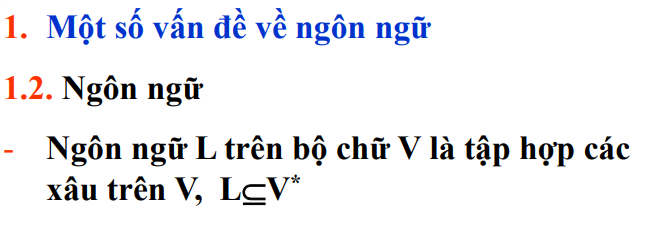 1. Một số vấn đề về ngôn ngữ
1.2. Ngôn ngữ
- Ngôn ngữ L trên bộ chữ V là tập hợp các
xâu trên V, L⊆V*